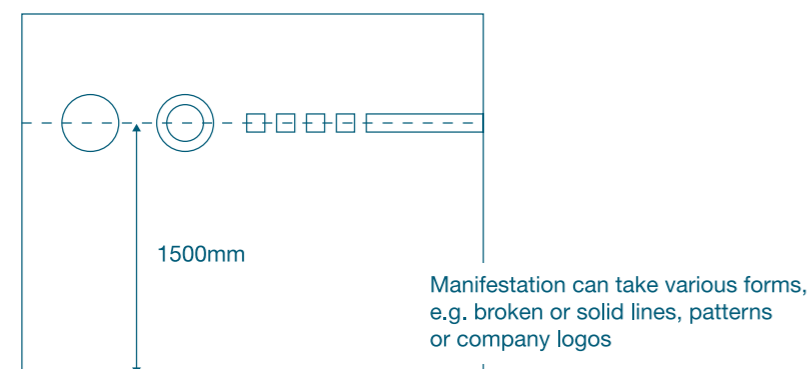 1500mm
Manifestation can take various forms,
e.g. broken or solid lines, patterns
or company logos